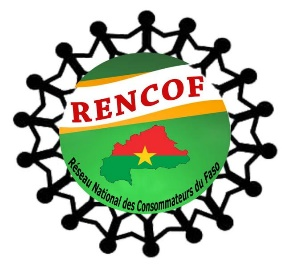 RENCOF
Réseau National des Consommateurs du Faso